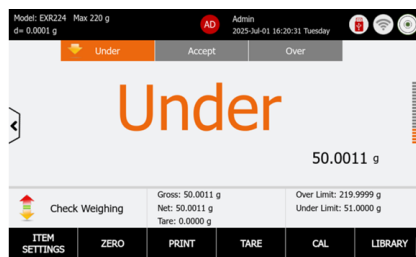 Model: EXR224 Max 220 g
d= 0.0001 g
AD
Admin
2025-Jul-01 16:20:31 Tuesday
Under
Accept
Over
Under
50.0011 g
Check Weighing
Gross: 50.0011 g
Net: 50.0011 g
Tare: 0.0000 g
Over Limit: 219.9999 g
Under Limit: 51.0000 g
ITEM
SETTINGS
ZERO
PRINT
TARE
CAL
LIBRARY